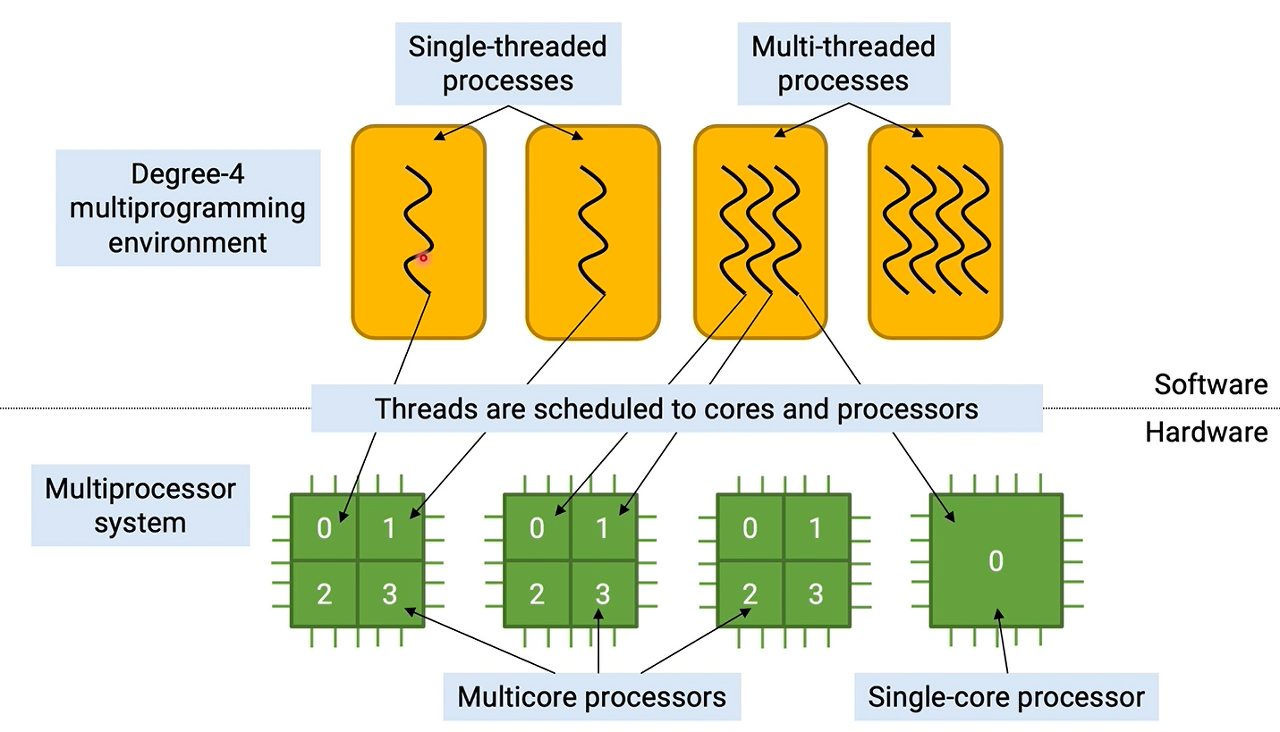 Single-threaded
processes
Multi-threaded
processes
Degree-4
multiprogramming
environment
Software
Threads are scheduled to cores and processors
Hardware
Multiprocessor
system
0 1
2 3
0 1
2 3
0 1
2 3
0
Multicore processors
Single-core processor